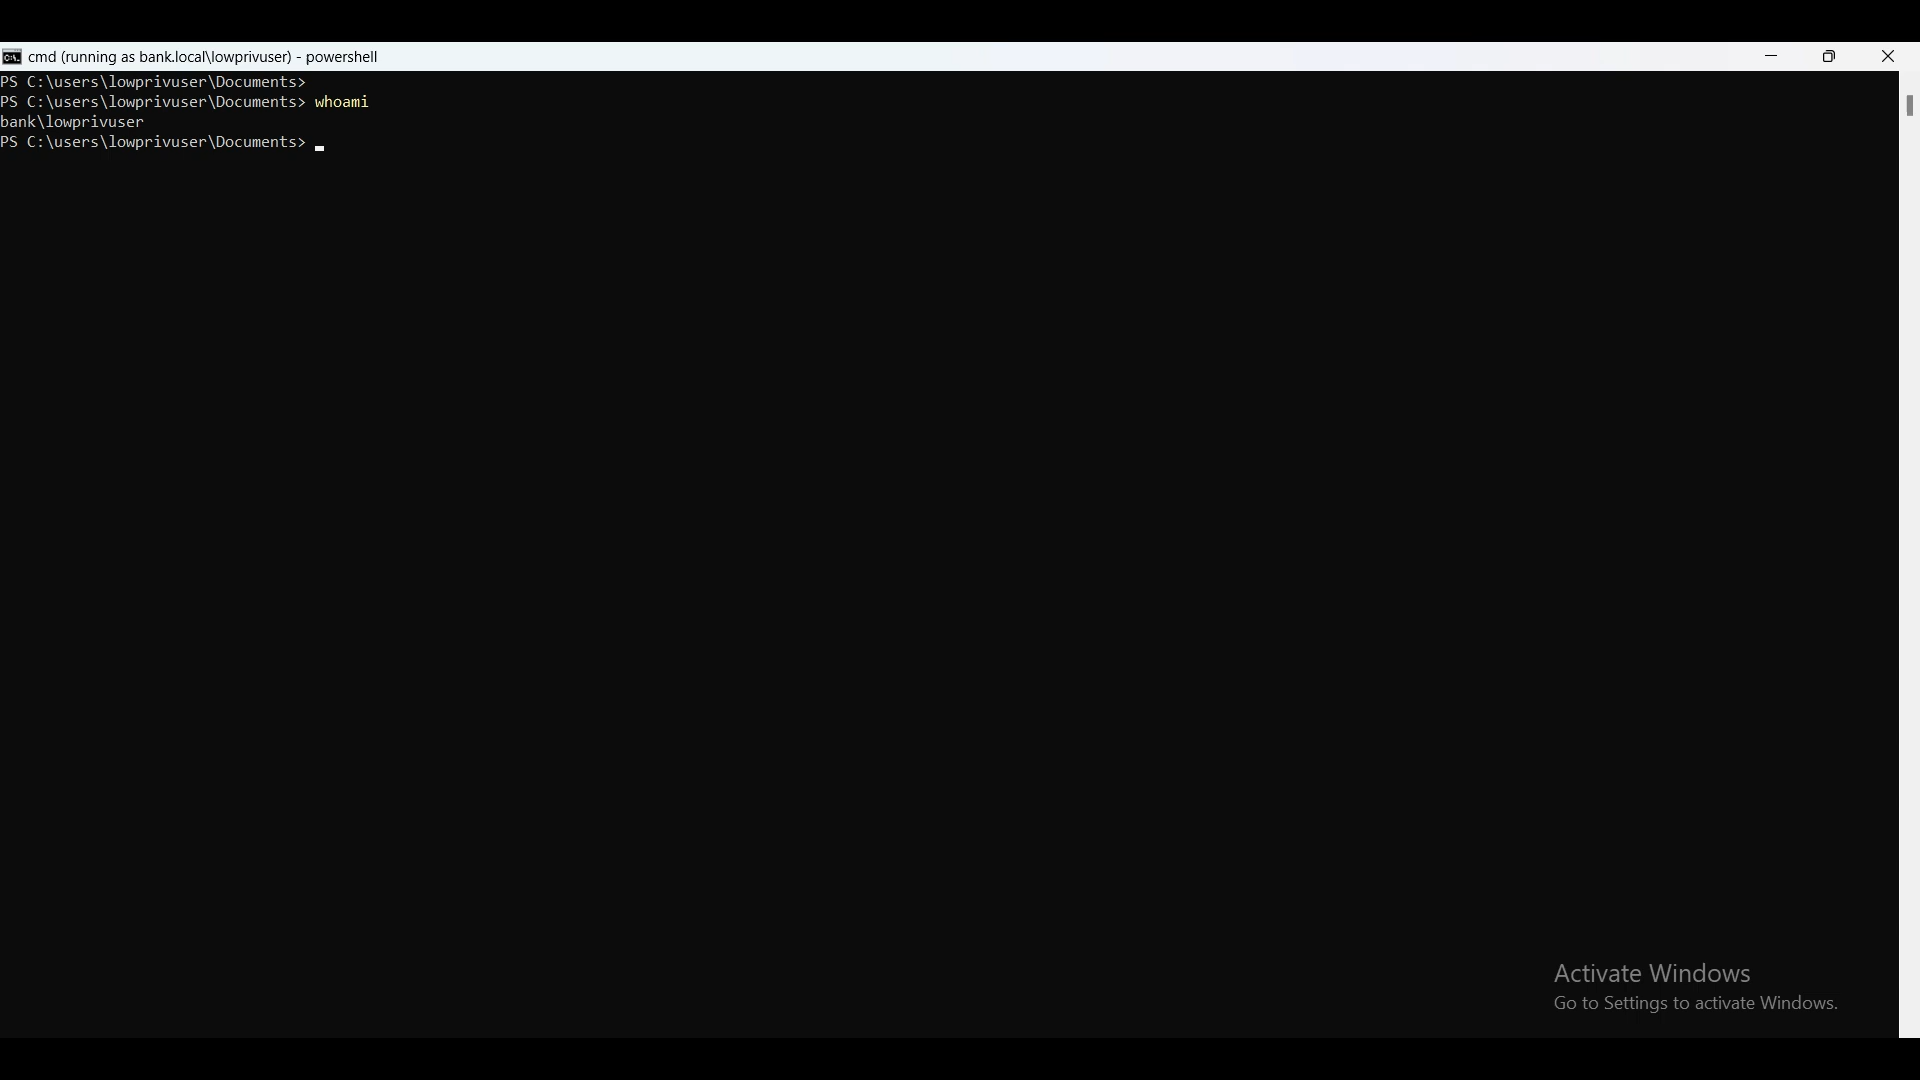 cmd (running as bank.local\lowprivuser) - powershell
PS C:\users\lowprivuser\Documents>
PS C:\users\lowprivuser\Documents> whoami
bank\lowprivuser
PS C:\users\lowprivuser\Documents>
Activate Windows
Go to Settings to activate Windows.